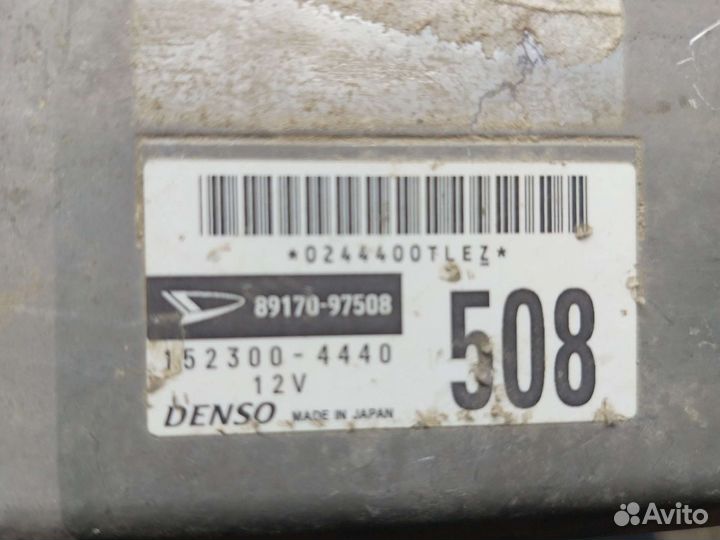 *0244400TLEZ*
89170-97508
508
152300-4440
12V
DENSO MADE IN JAPAN
Avito